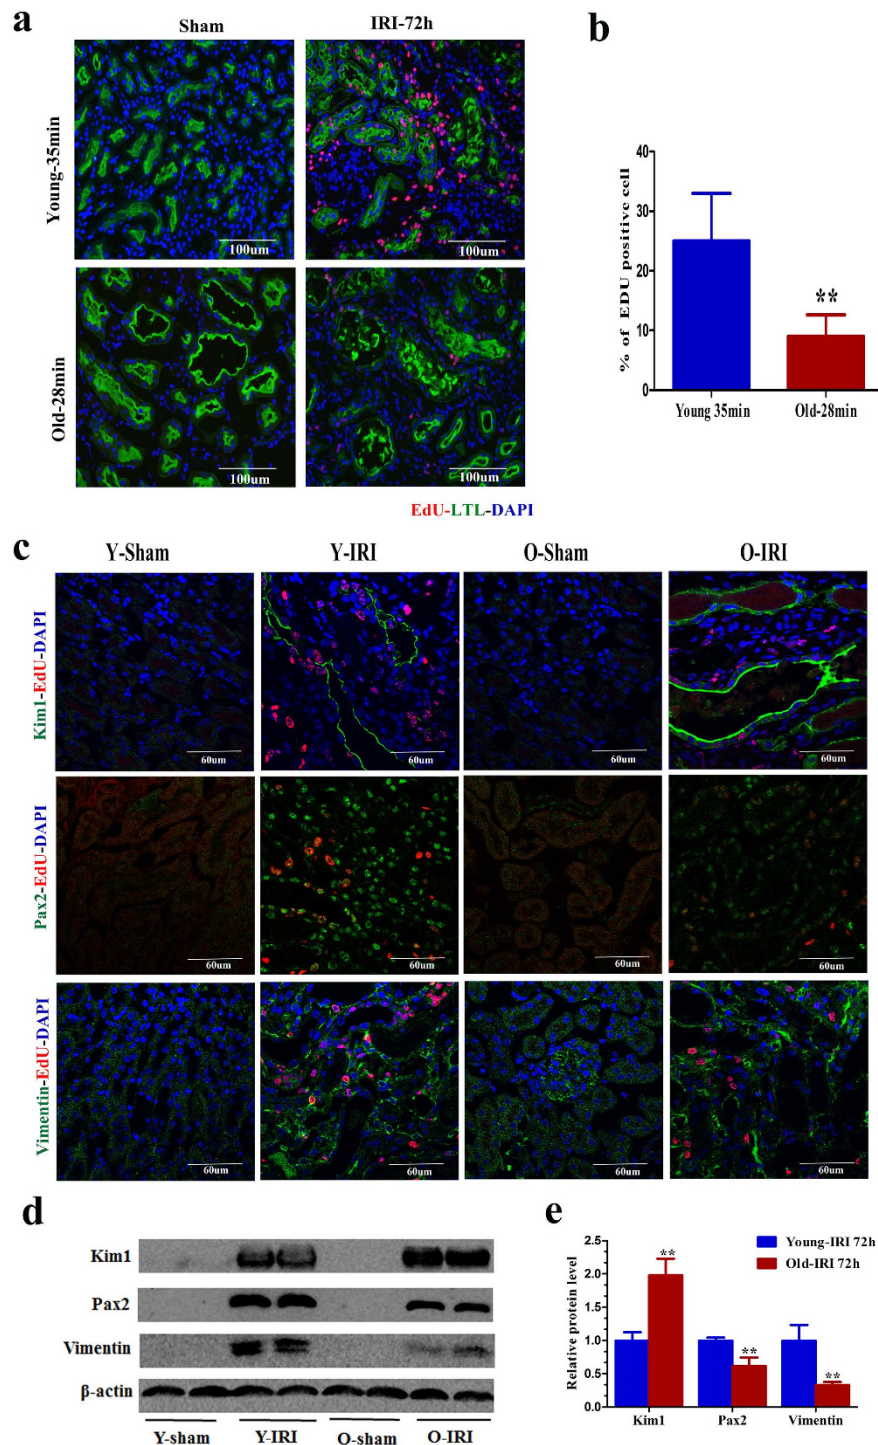 a
Sham
IRI-72h
Young-35min
100um
100um
Old-28min
100um
100um
EdU-LTL-DAPI
b
% of EDU positive cell
40
30
20
10
0
**
Young 35min
Old-28min
c
Y-Sham
Y-IRI
O-Sham
O-IRI
Kim1-EdU-DAPI
60um
60um
60um
60um
Pax2-EdU-DAPI
60um
60um
60um
60um
Vimentin-EdU-DAPI
60um
60um
60um
60um
d
Kim1
Pax2
Vimentin
β-actin
Y-sham
Y-IRI
O-sham
O-IRI
e
Relative protein level
2.5
2.0
1.5
1.0
0.5
0.0
**
**
**
Young-IRI 72h
Old-IRI 72h
Kim1
Pax2
Vimentin